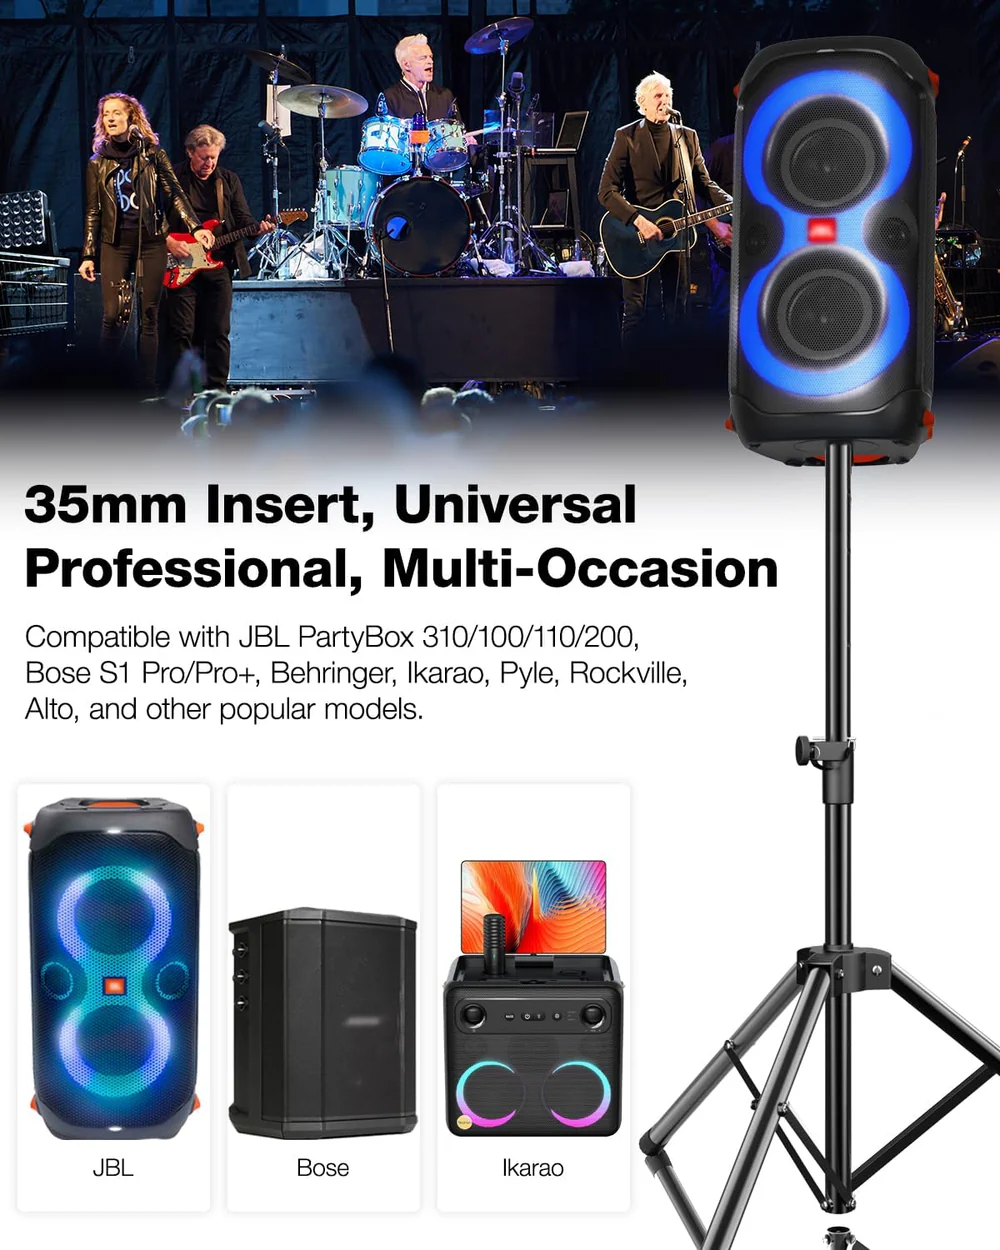 35mm Insert, Universal
Professional, Multi-Occasion
Compatible with JBL PartyBox 310/100/110/200,
Bose S1 Pro/Pro+, Behringer, Ikarao, Pyle, Rockville,
Alto, and other popular models.
JBL
Bose
Ikarao